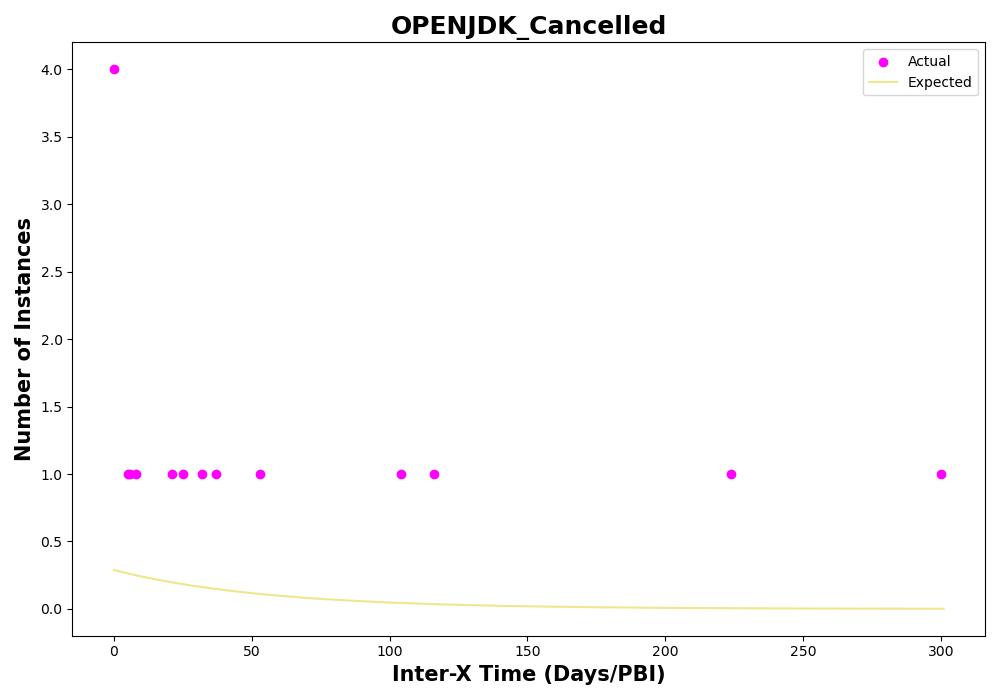 OPENJDK_Cancelled
Actual
Expected
Number of Instances
4.0
3.5
3.0
2.5
2.0
1.5
1.0
0.5
0.0
0 50 100 150 200 250 300
Inter-X Time (Days/PBI)